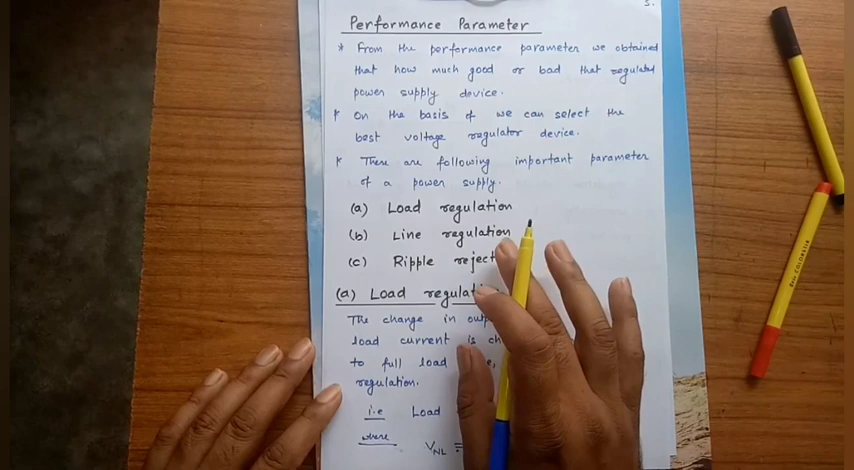 5.
Performance Parameter
* From the performance parameter we obtained
that how much good or bad that regulated
power supply device.
* On the basis of we can select the
best voltage regulator device.
* There are following important parameter
of a power supply.
(a) Load regulation
(b) Line regulation
(c) Ripple
(a) Load
The change in
load current is
to full load
regulation.
i.e Load
where
VNL =